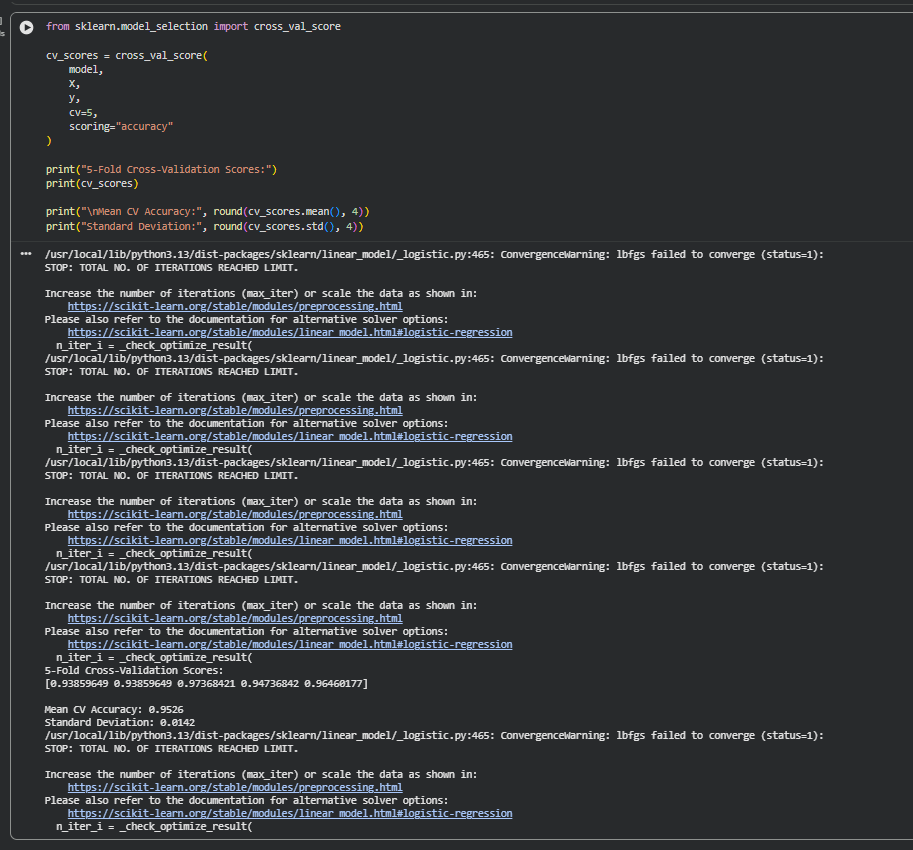 from sklearn.model_selection import cross_val_score
cv_scores = cross_val_score(
model,
X,
y,
cv=5,
scoring="accuracy"
)
print("5-Fold Cross-Validation Scores:")
print(cv_scores)
print("\nMean CV Accuracy:", round(cv_scores.mean(), 4))
print("Standard Deviation:", round(cv_scores.std(), 4))
/usr/local/lib/python3.13/dist-packages/sklearn/linear_model/_logistic.py:465: ConvergenceWarning: lbfgs failed to converge (status=1):
STOP: TOTAL NO. OF ITERATIONS REACHED LIMIT.
Increase the number of iterations (max_iter) or scale the data as shown in:
https://scikit-learn.org/stable/modules/preprocessing.html
Please also refer to the documentation for alternative solver options:
https://scikit-learn.org/stable/modules/linear_model.html#logistic-regression
n_iter_i = _check_optimize_result(
/usr/local/lib/python3.13/dist-packages/sklearn/linear_model/_logistic.py:465: ConvergenceWarning: lbfgs failed to converge (status=1):
STOP: TOTAL NO. OF ITERATIONS REACHED LIMIT.
Increase the number of iterations (max_iter) or scale the data as shown in:
https://scikit-learn.org/stable/modules/preprocessing.html
Please also refer to the documentation for alternative solver options:
https://scikit-learn.org/stable/modules/linear_model.html#logistic-regression
n_iter_i = _check_optimize_result(
/usr/local/lib/python3.13/dist-packages/sklearn/linear_model/_logistic.py:465: ConvergenceWarning: lbfgs failed to converge (status=1):
STOP: TOTAL NO. OF ITERATIONS REACHED LIMIT.
Increase the number of iterations (max_iter) or scale the data as shown in:
https://scikit-learn.org/stable/modules/preprocessing.html
Please also refer to the documentation for alternative solver options:
https://scikit-learn.org/stable/modules/linear_model.html#logistic-regression
n_iter_i = _check_optimize_result(
/usr/local/lib/python3.13/dist-packages/sklearn/linear_model/_logistic.py:465: ConvergenceWarning: lbfgs failed to converge (status=1):
STOP: TOTAL NO. OF ITERATIONS REACHED LIMIT.
Increase the number of iterations (max_iter) or scale the data as shown in:
https://scikit-learn.org/stable/modules/preprocessing.html
Please also refer to the documentation for alternative solver options:
https://scikit-learn.org/stable/modules/linear_model.html#logistic-regression
n_iter_i = _check_optimize_result(
5-Fold Cross-Validation Scores:
[0.93859649 0.93859649 0.97368421 0.94736842 0.96460177]
Mean CV Accuracy: 0.9526
Standard Deviation: 0.0142
/usr/local/lib/python3.13/dist-packages/sklearn/linear_model/_logistic.py:465: ConvergenceWarning: lbfgs failed to converge (status=1):
STOP: TOTAL NO. OF ITERATIONS REACHED LIMIT.
Increase the number of iterations (max_iter) or scale the data as shown in:
https://scikit-learn.org/stable/modules/preprocessing.html
Please also refer to the documentation for alternative solver options:
https://scikit-learn.org/stable/modules/linear_model.html#logistic-regression
n_iter_i = _check_optimize_result(